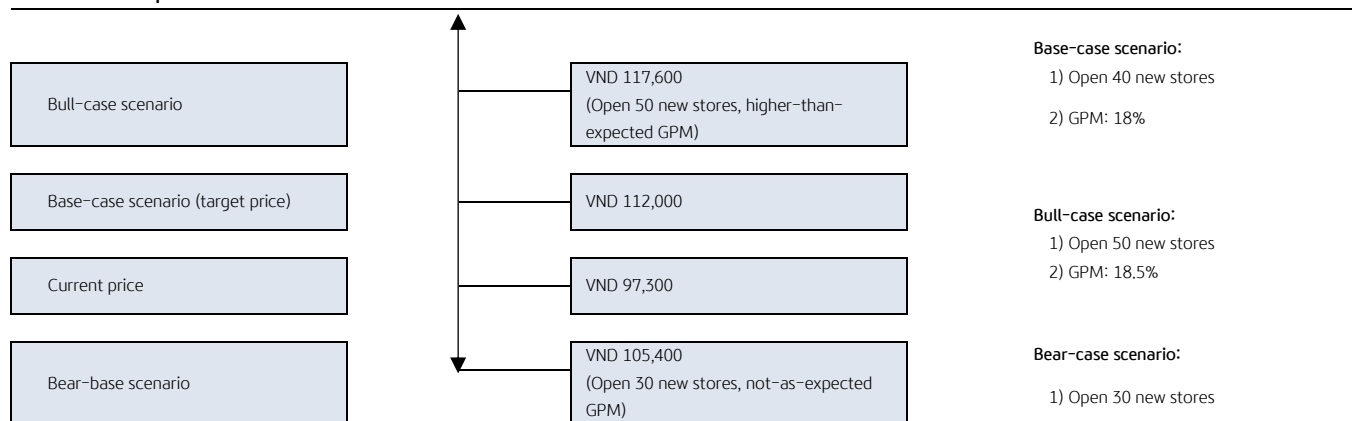 Bull-case scenario
VND 117,600
(Open 50 new stores, higher-than-
expected GPM)
Base-case scenario (target price)
VND 112,000
Current price
VND 97,300
Bear-base scenario
VND 105,400
(Open 30 new stores, not-as-expected
GPM)
Base-case scenario:
1) Open 40 new stores
2) GPM: 18%
Bull-case scenario:
1) Open 50 new stores
2) GPM: 18.5%
Bear-case scenario:
1) Open 30 new stores